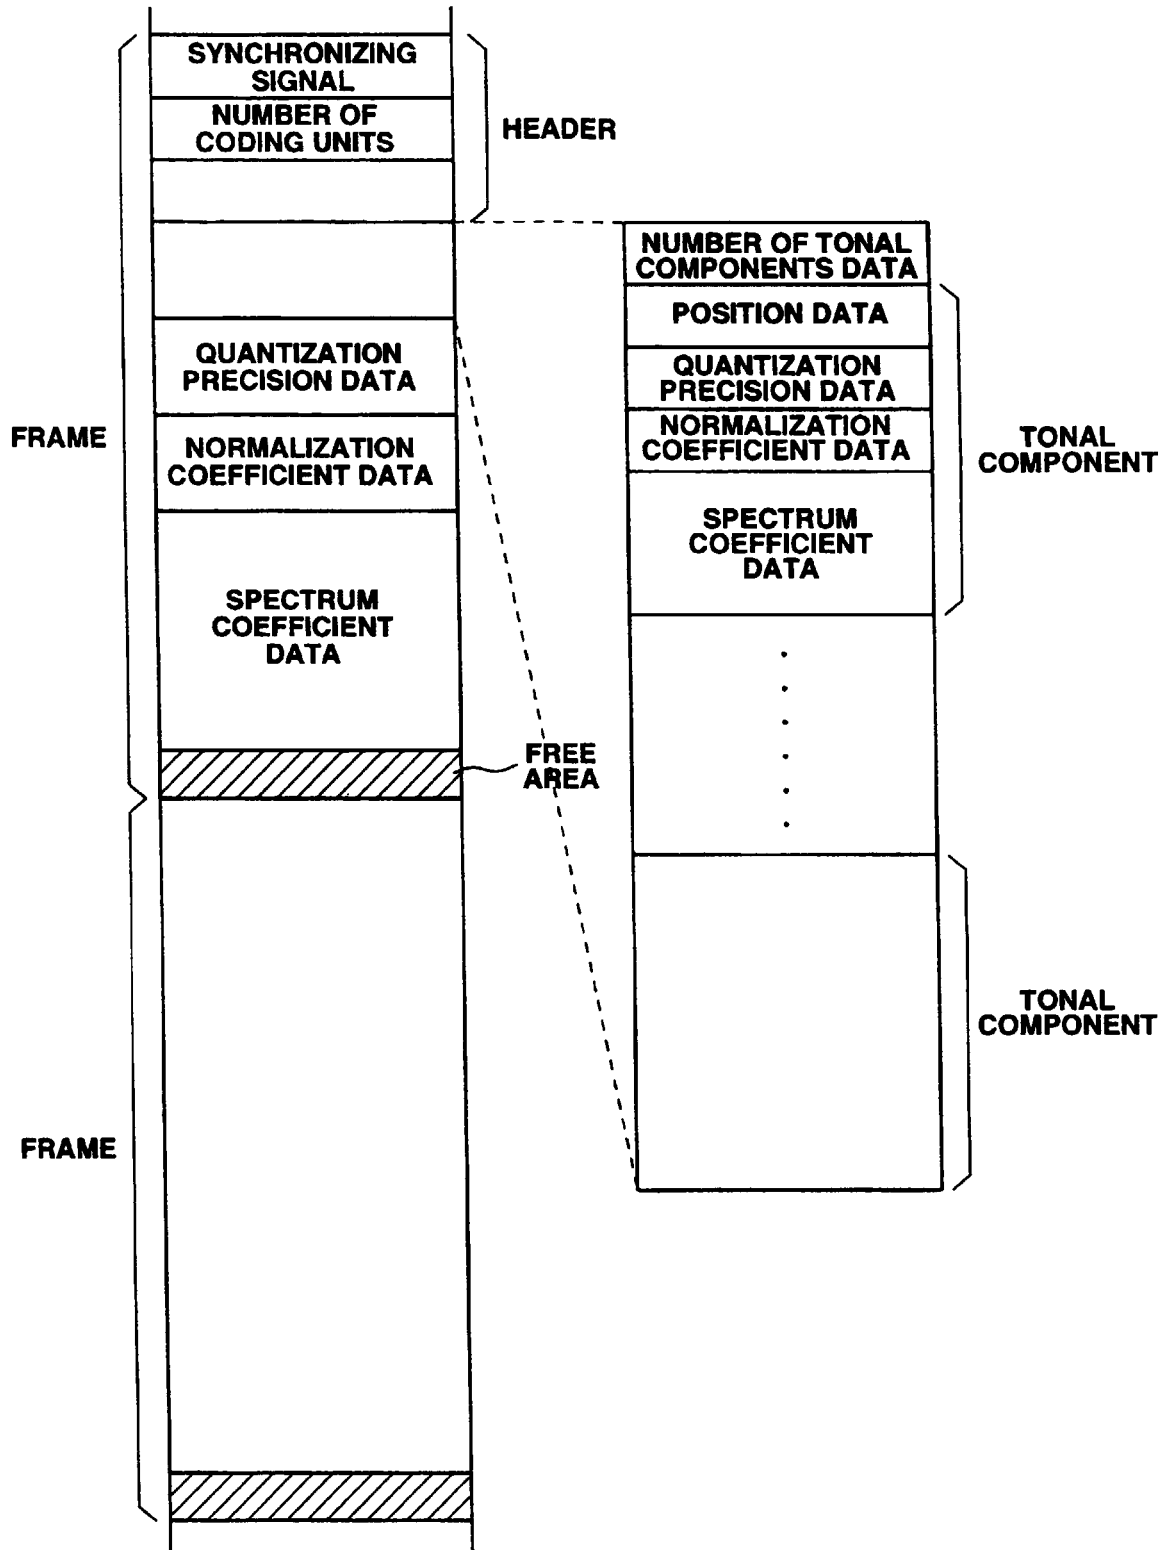 SYNCHRONIZING
SIGNAL
NUMBER OF
CODING UNITS
HEADER
QUANTIZATION
PRECISION DATA
NORMALIZATION
COEFFICIENT DATA
FRAME
SPECTRUM
COEFFICIENT
DATA
FREE
AREA
FRAME
NUMBER OF TONAL
COMPONENTS DATA
POSITION DATA
QUANTIZATION
PRECISION DATA
NORMALIZATION
COEFFICIENT DATA
SPECTRUM
COEFFICIENT
DATA
TONAL
COMPONENT
TONAL
COMPONENT